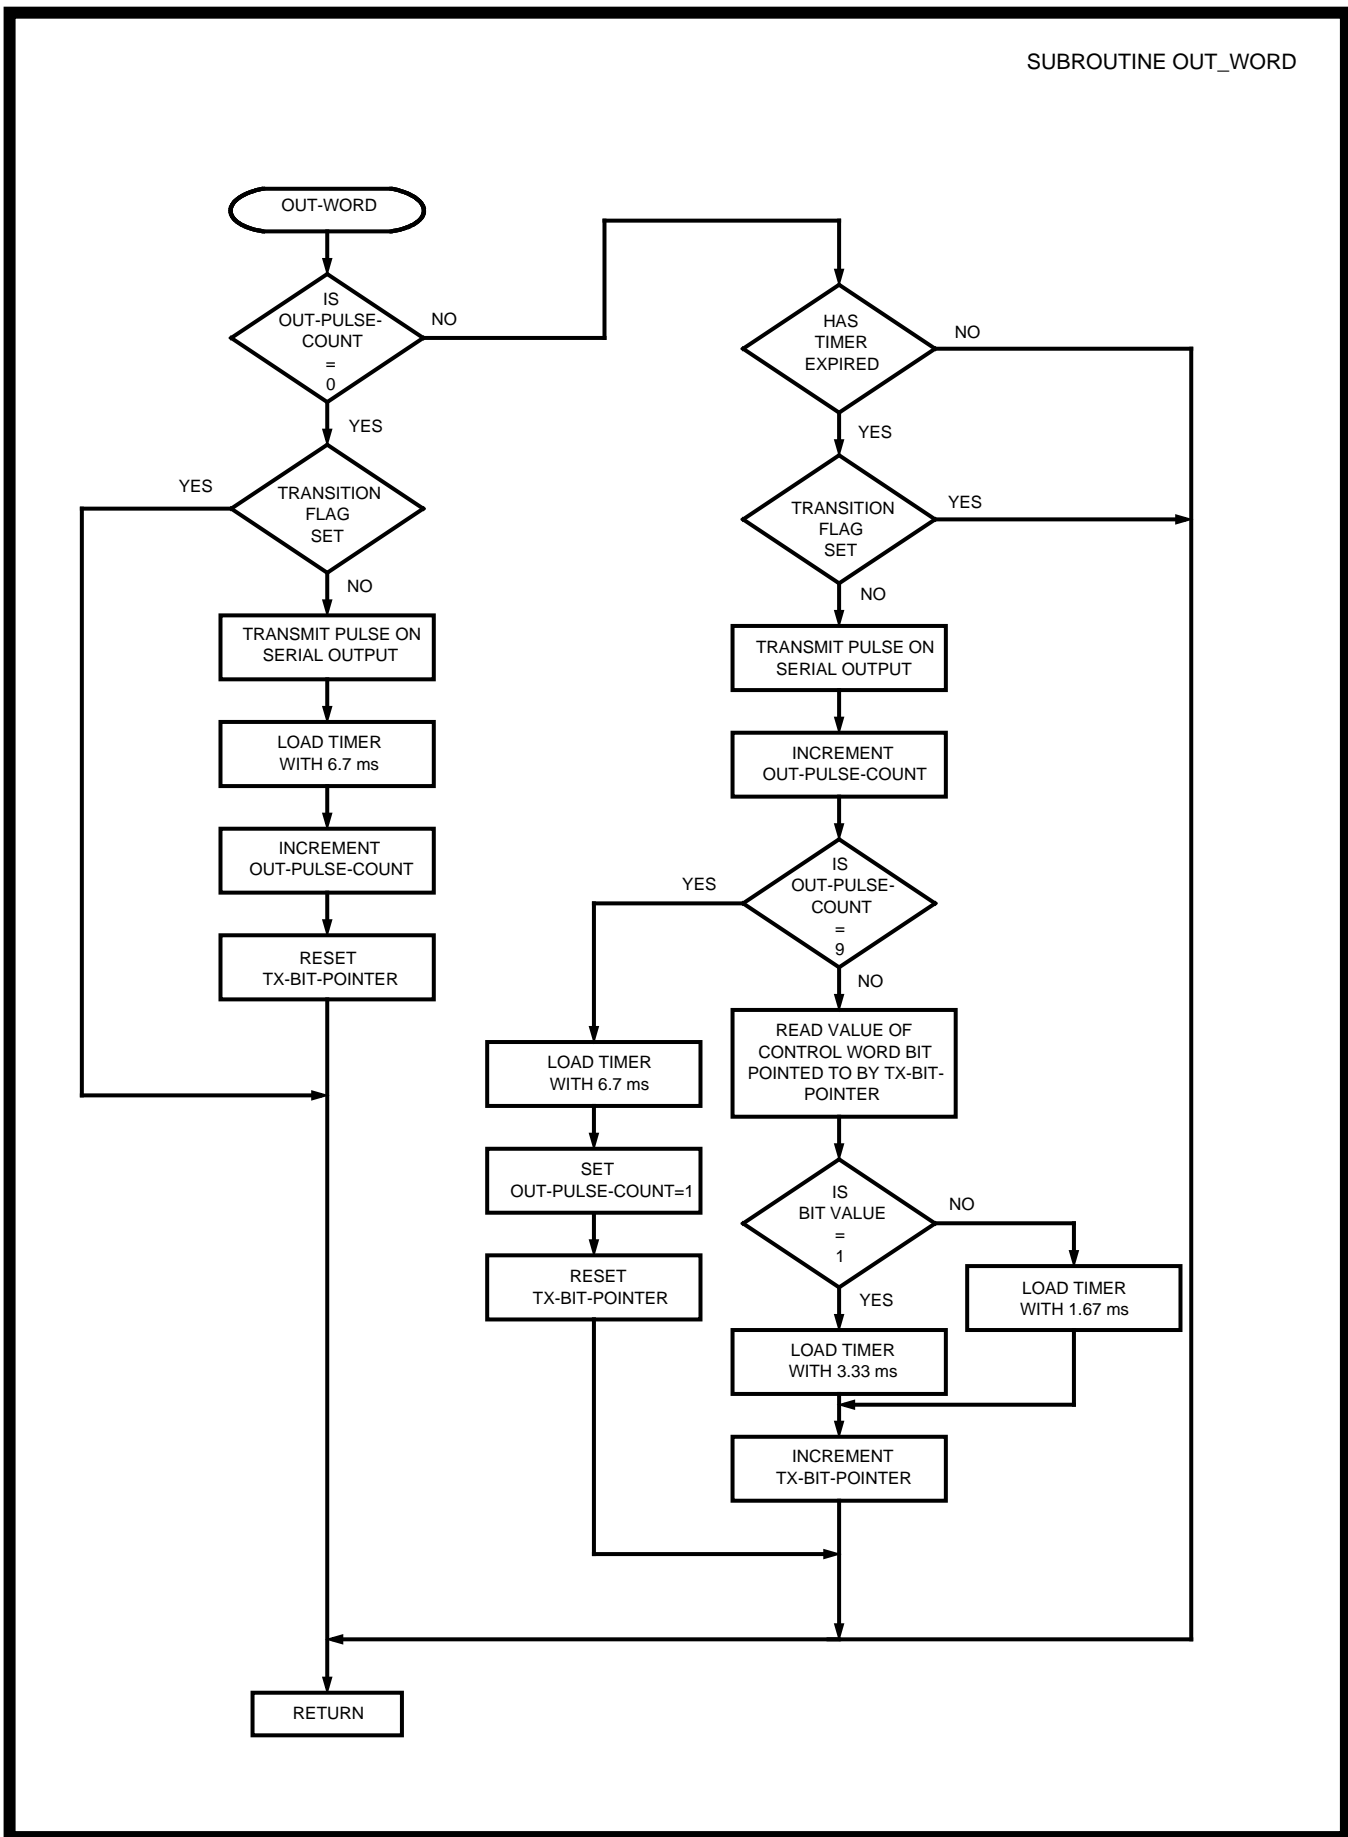 SUBROUTINE OUT_WORD
OUT-WORD
IS
OUT-PULSE-
COUNT
=
0
NO
YES
TRANSITION
FLAG
SET
YES
NO
TRANSMIT PULSE ON
SERIAL OUTPUT
LOAD TIMER
WITH 6.7 ms
INCREMENT
OUT-PULSE-COUNT
RESET
TX-BIT-POINTER
HAS
TIMER
EXPIRED
NO
YES
TRANSITION
FLAG
SET
YES
NO
TRANSMIT PULSE ON
SERIAL OUTPUT
INCREMENT
OUT-PULSE-COUNT
IS
OUT-PULSE-
COUNT
=
9
YES
NO
LOAD TIMER
WITH 6.7 ms
SET
OUT-PULSE-COUNT=1
RESET
TX-BIT-POINTER
READ VALUE OF
CONTROL WORD BIT
POINTED TO BY TX-BIT-
POINTER
IS
BIT VALUE
=
1
NO
YES
LOAD TIMER
WITH 1.67 ms
LOAD TIMER
WITH 3.33 ms
INCREMENT
TX-BIT-POINTER
RETURN